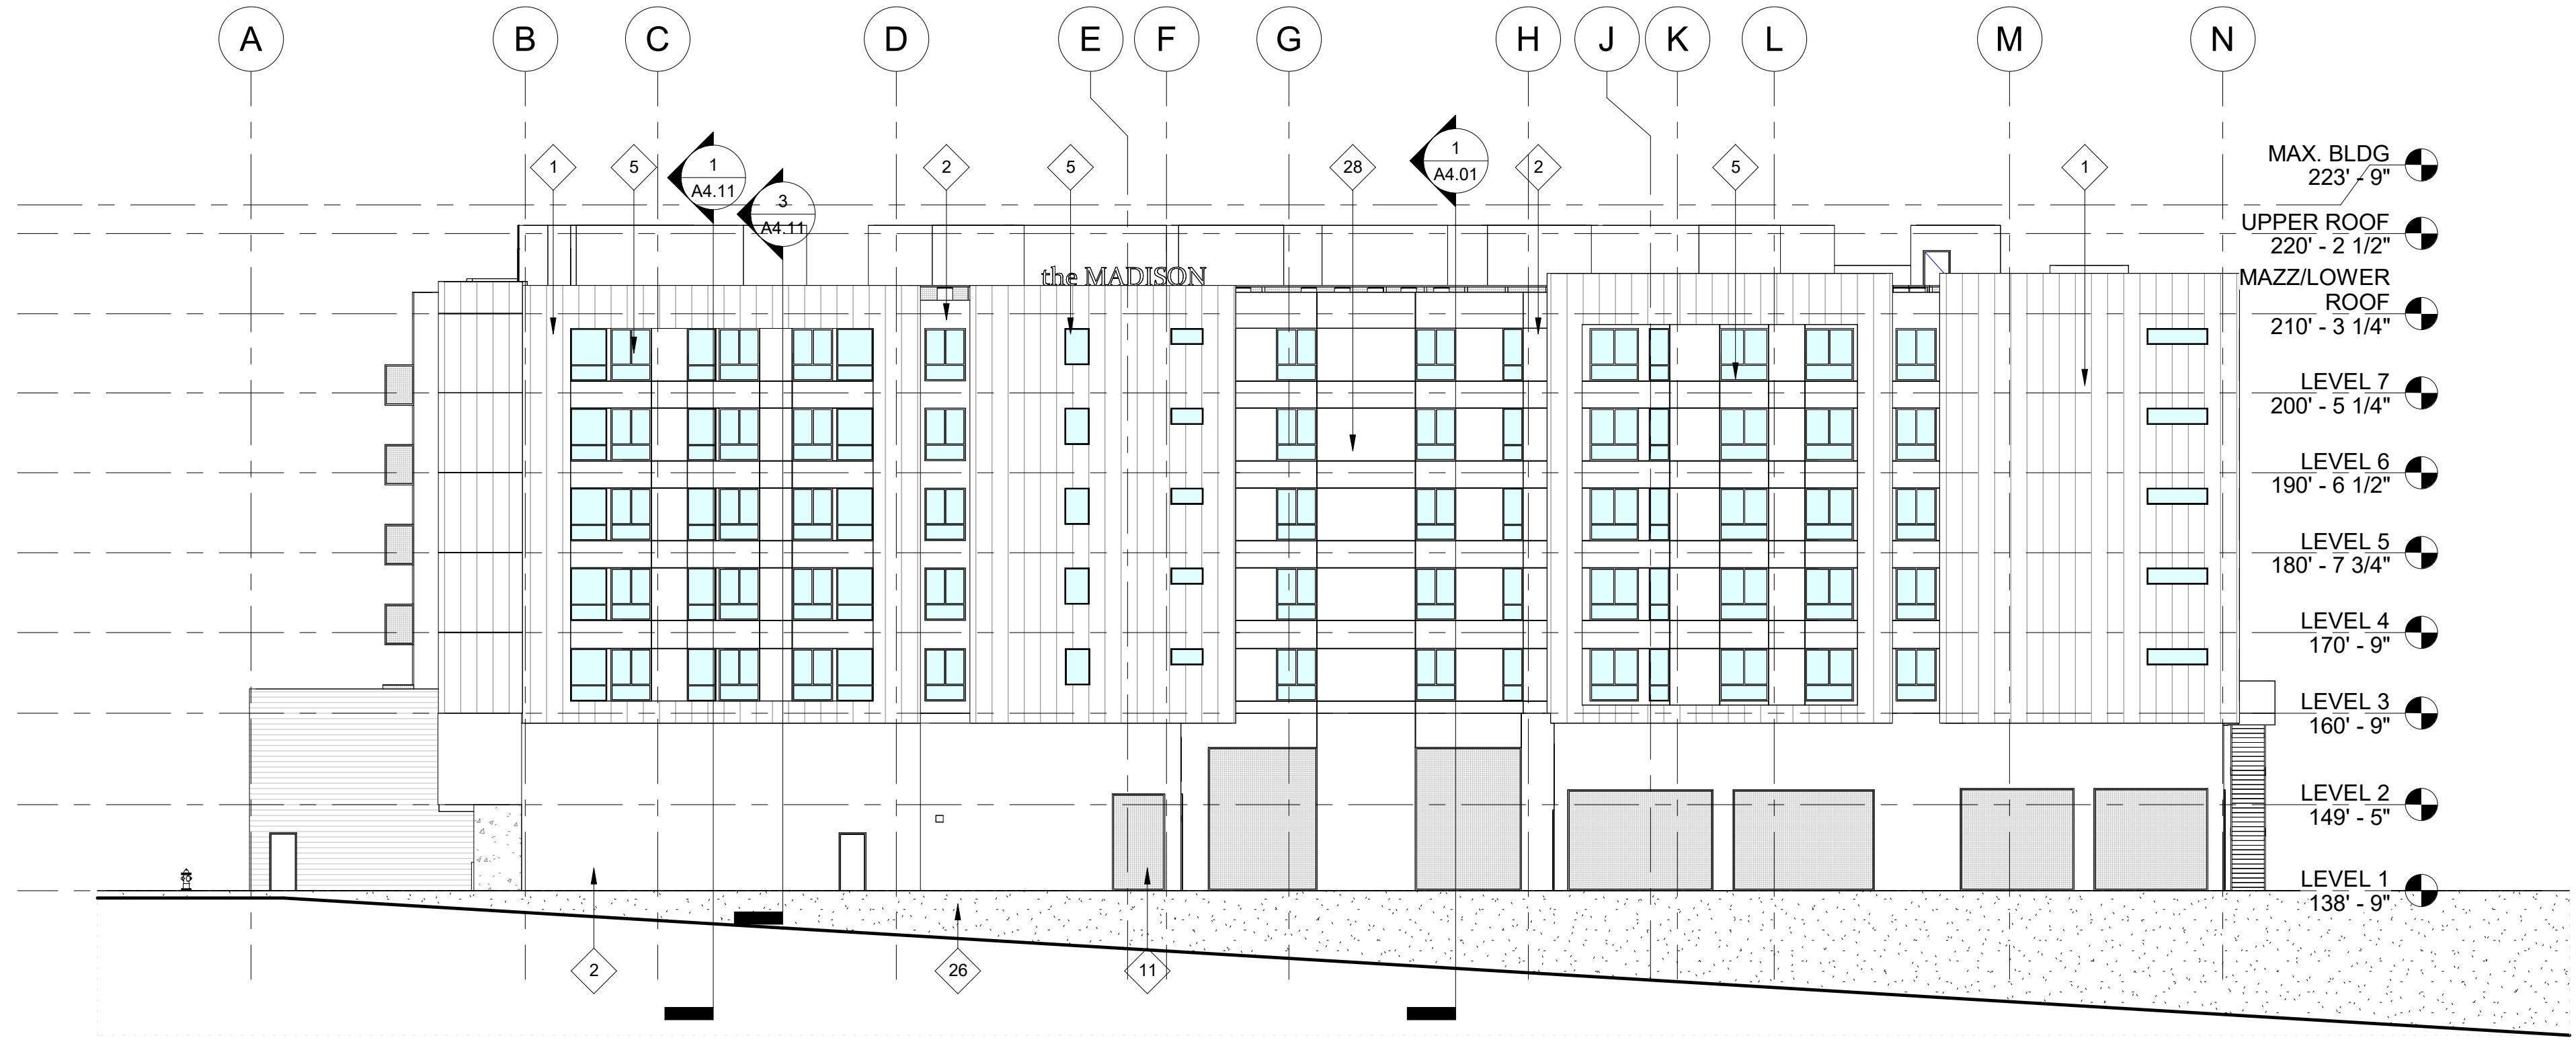 A B C D E F G H J K L M N
1 5 1 2 5 28 1 2 5 1
A4.11 A4.01
3
A4.11
MAX. BLDG
223' - 9"
UPPER ROOF
220' - 2 1/2"
the MADISON
MAZZ/LOWER
ROOF
210' - 3 1/4"
LEVEL 7
200' - 5 1/4"
LEVEL 6
190' - 6 1/2"
LEVEL 5
180' - 7 3/4"
LEVEL 4
170' - 9"
LEVEL 3
160' - 9"
LEVEL 2
149' - 5"
LEVEL 1
138' - 9"
2 26 11